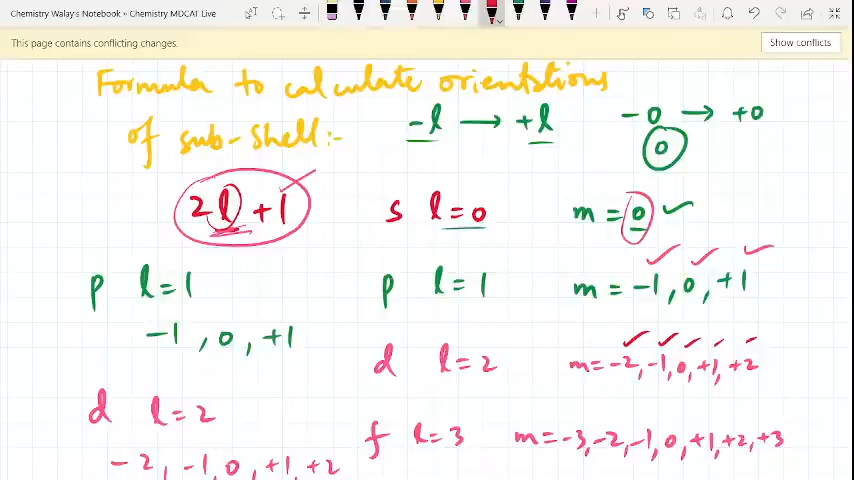 Chemistry Walay's Notebook » Chemistry MDCAT Live
This page contains conflicting changes.
Show conflicts
Formula to calculate orientstions
of sub-shell:-
-l → +l
-0 → +0
0
2l+1
s l=0 m=0
p l=1
-1, 0, +1
p l=1 m=-1, 0, +1
d l=2 m=-2, -1, 0, +1, +2
d l=2
-2, -1, 0, +1, +2
f l=3 m=-3, -2, -1, 0, +1, +2, +3